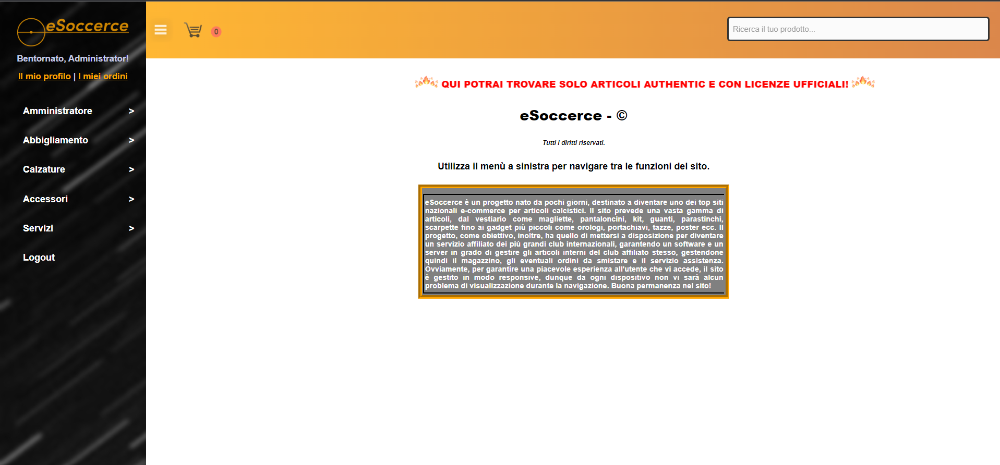 eSoccerce
Bentornato, Administrator!
Il mio profilo | I miei ordini
Amministratore >
Abbigliamento >
Calzature >
Accessori >
Servizi >
Logout
0
Ricerca il tuo prodotto...
QUI POTRAI TROVARE SOLO ARTICOLI AUTHENTIC E CON LICENZE UFFICIALI!
eSoccerce - ©
Tutti i diritti riservati.
Utilizza il menù a sinistra per navigare tra le funzioni del sito.
eSoccerce è un progetto nato da pochi giorni, destinato a diventare uno dei top siti
nazionali e-commerce per articoli calcistici. Il sito prevede una vasta gamma di
articoli, dal vestiario come magliette, pantaloncini, kit, guanti, parastinchi,
scarpette fino ai gadget più piccoli come orologi, portachiavi, tazze, poster ecc. Il
progetto, come obiettivo, inoltre, ha quello di mettersi a disposizione per diventare
un servizio affiliato dei più grandi club internazionali, garantendo un software e un
server in grado di gestire gli articoli interni del club affiliato stesso, gestendone
quindi il magazzino, gli eventuali ordini da smistare e il servizio assistenza.
Ovviamente, per garantire una piacevole esperienza all'utente che vi accede, il sito
è gestito in modo responsive, dunque da ogni dispositivo non vi sarà alcun
problema di visualizzazione durante la navigazione. Buona permanenza nel sito!